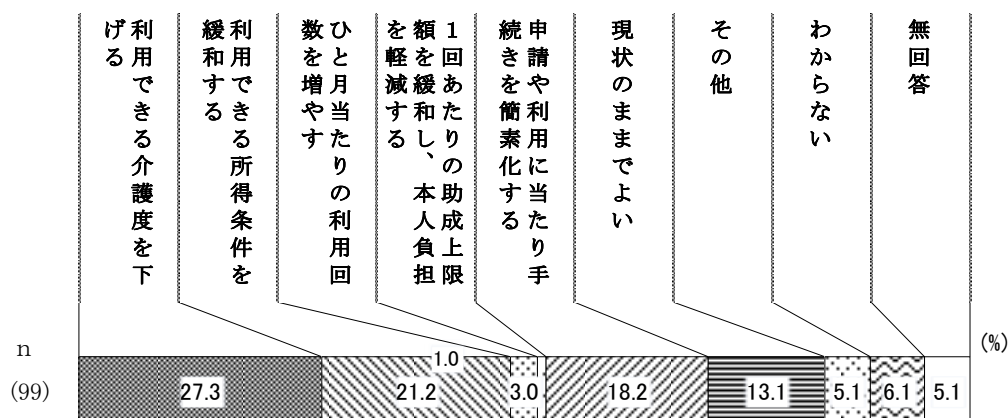 利用できる介護度を下
げる
利用できる所得条件を
緩和する
ひと月当たりの利用回
数を増やす
１回あたりの助成上限
額を緩和し、本人負担
を軽減する
申請や利用に当たり手
続きを簡素化する
現状のままでよい
その他
わからない
無回答
(%)
n
(99)
27.3
21.2
1.0
3.0
18.2
13.1
5.1
6.1
5.1